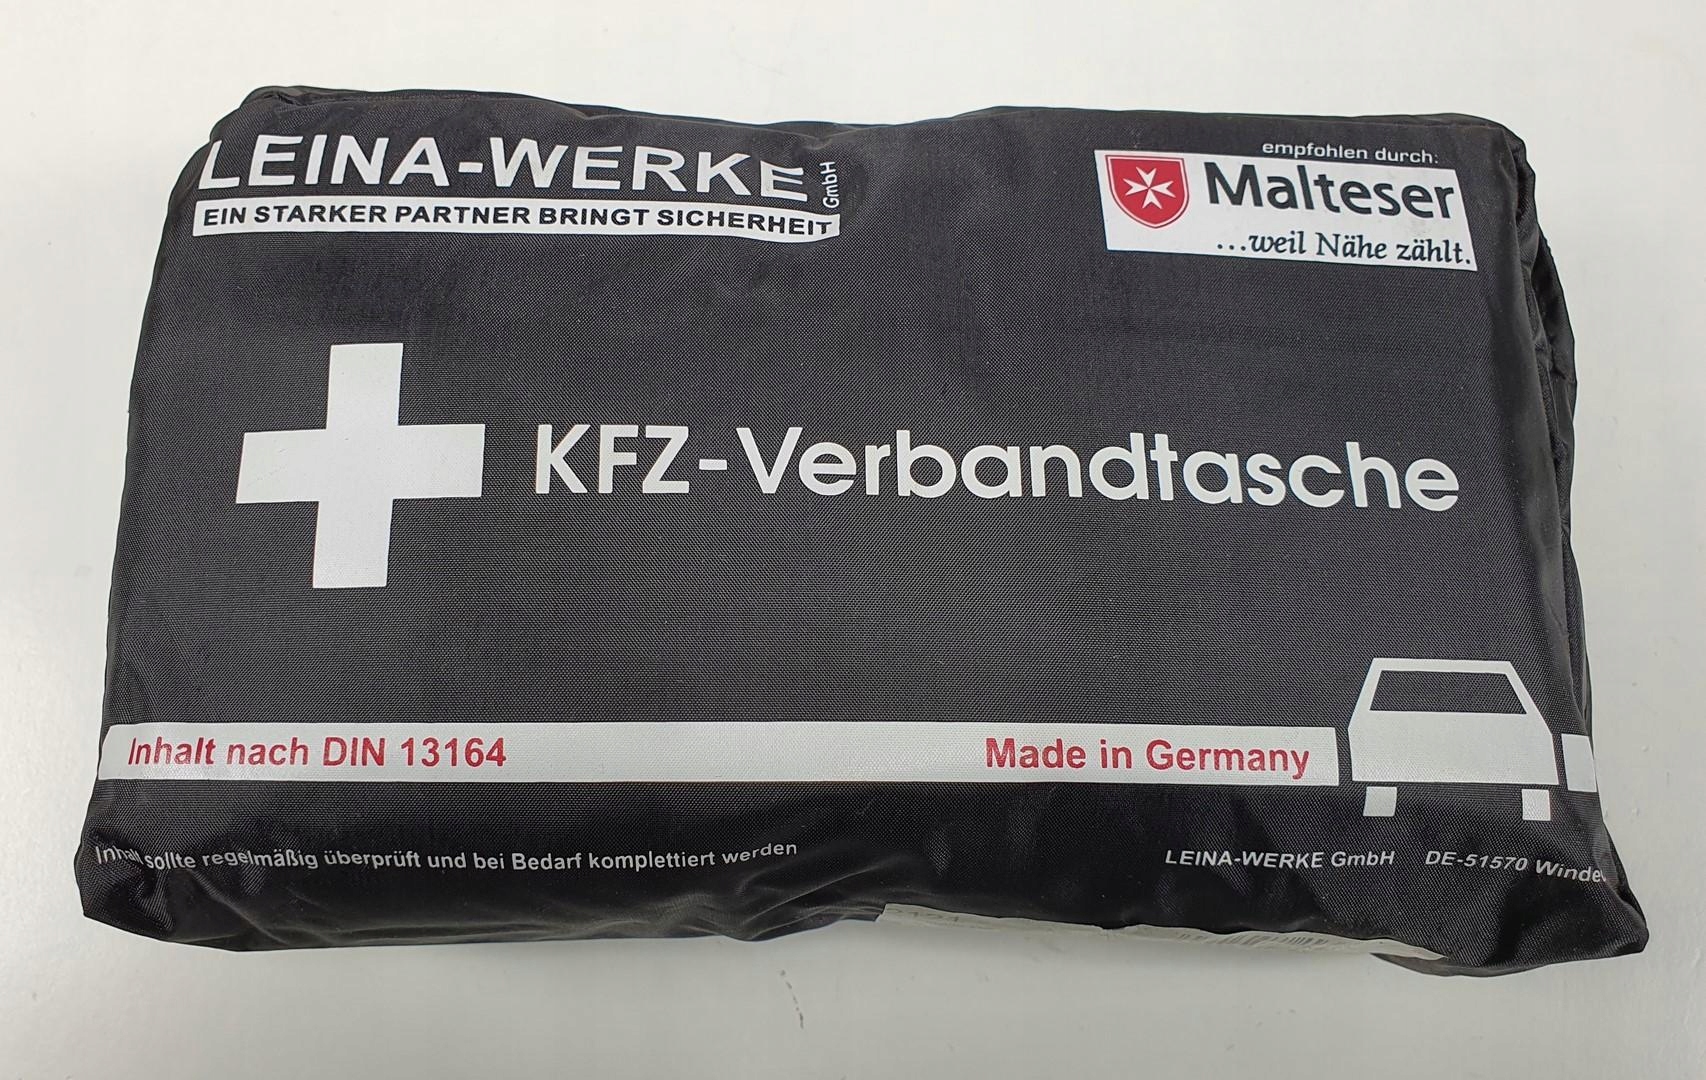 LEINA-WERKE GmbH
EIN STARKER PARTNER BRINGT SICHERHEIT
empfohlen durch:
Malteser
...weil Nähe zählt.
KFZ-Verbandtasche
Inhalt nach DIN 13164
Made in Germany
Inhalt sollte regelmäßig überprüft und bei Bedarf komplettiert werden
LEINA-WERKE GmbH DE-51570